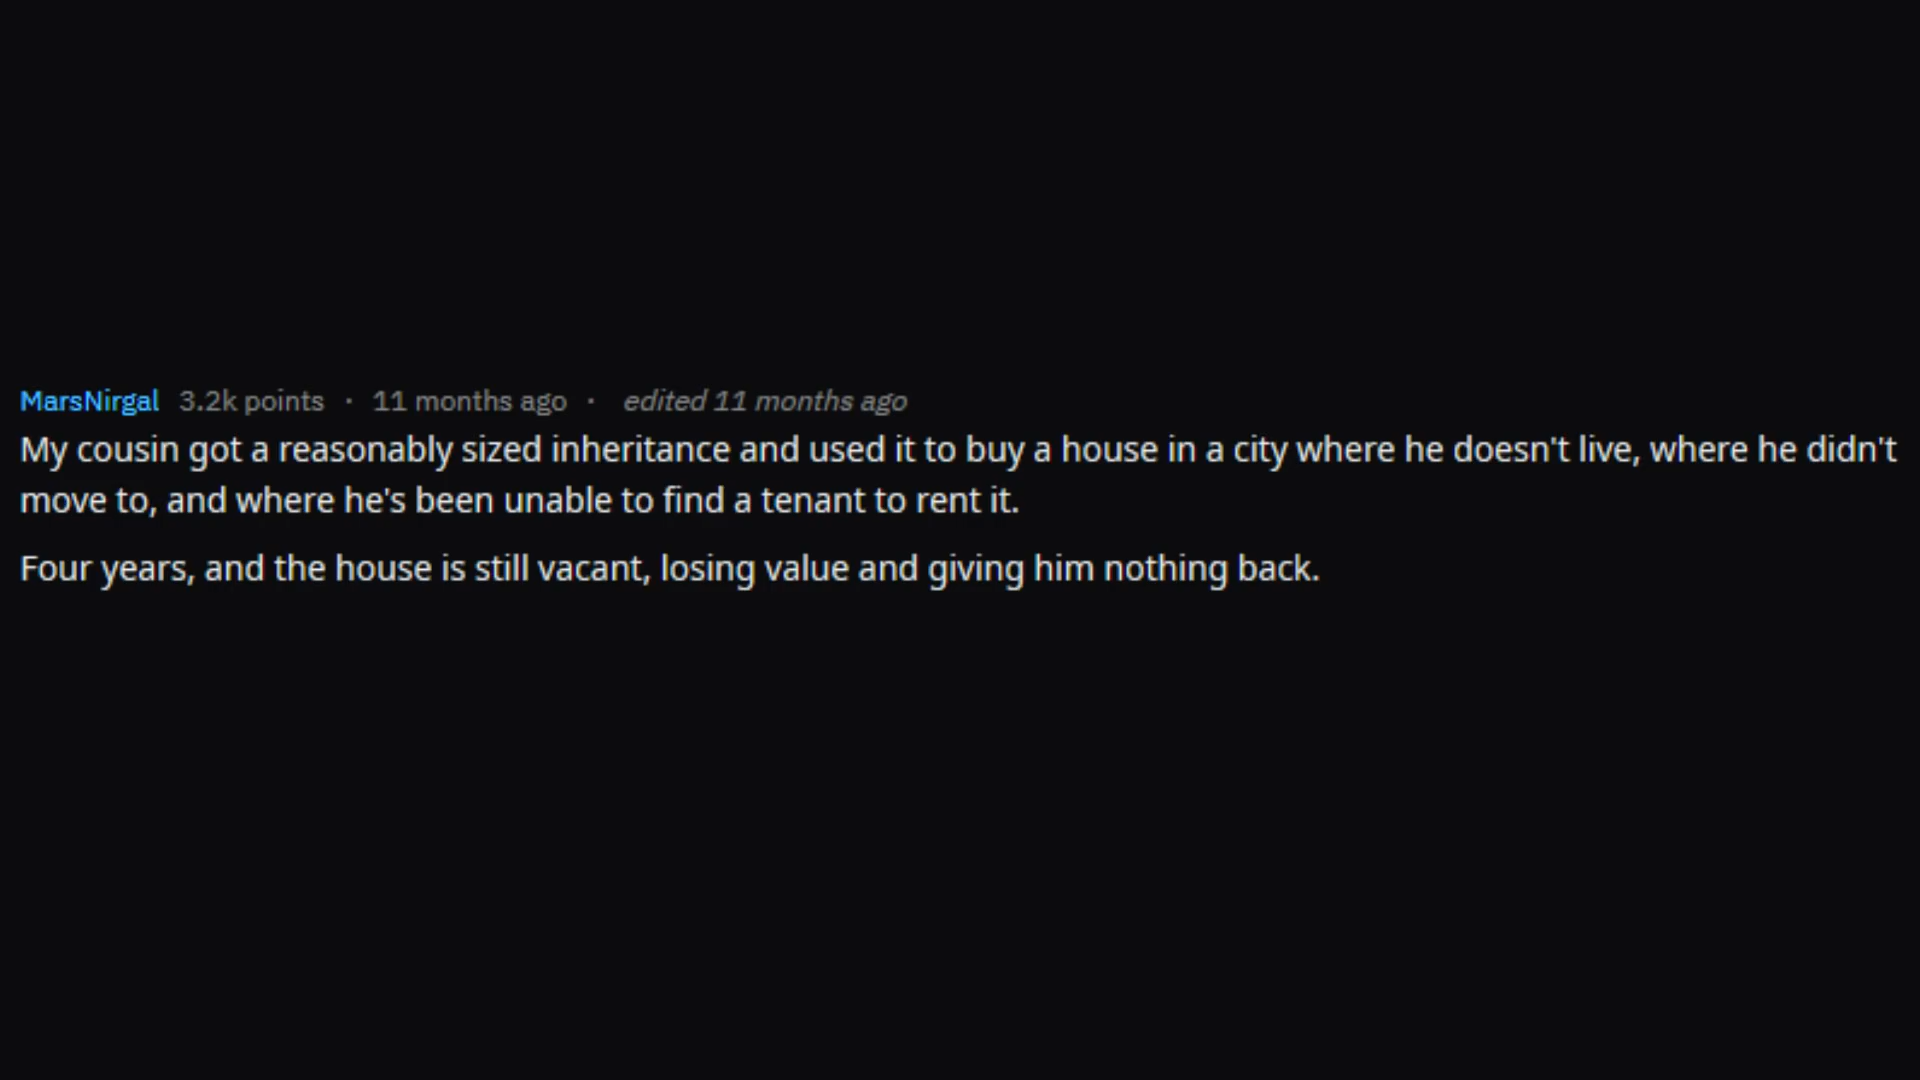 MarsNirgal 3.2k points · 11 months ago · edited 11 months ago
My cousin got a reasonably sized inheritance and used it to buy a house in a city where he doesn't live, where he didn't
move to, and where he's been unable to find a tenant to rent it.
Four years, and the house is still vacant, losing value and giving him nothing back.